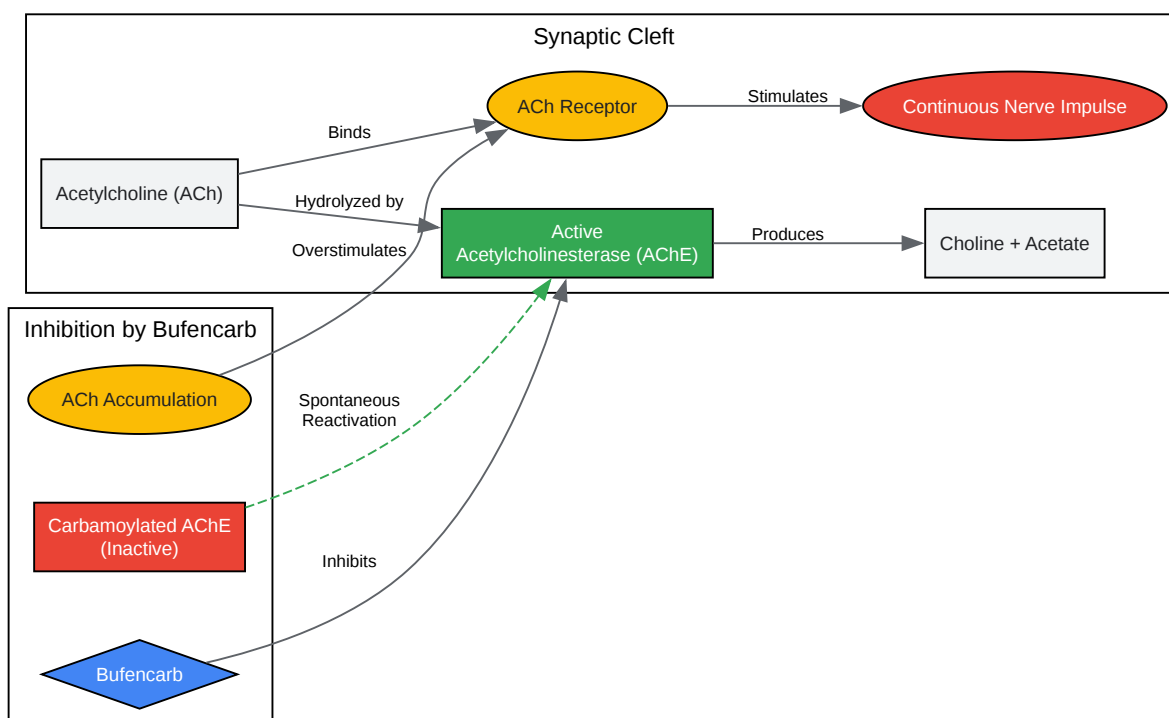 Synaptic Cleft
ACh Receptor
Stimulates
Continuous Nerve Impulse
Binds
Acetylcholine (ACh)
Hydrolyzed by
Active
Acetylcholinesterase (AChE)
Produces
Choline + Acetate
Overstimulates
Inhibition by Bufencarb
ACh Accumulation
Spontaneous
Reactivation
Carbamoylated AChE
(Inactive)
Inhibits
Bufencarb